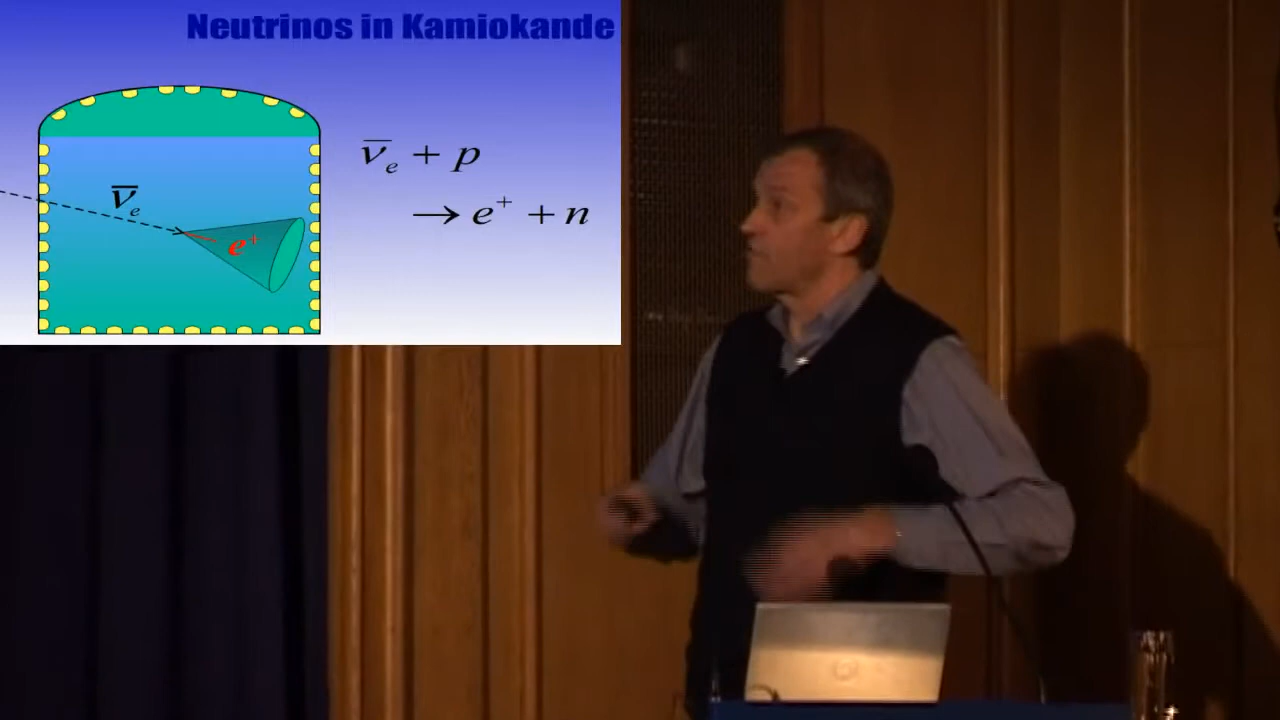 Neutrinos in Kamiokande
ν̅ₑ + p
→ e⁺ + n
ν̅ₑ
e⁺